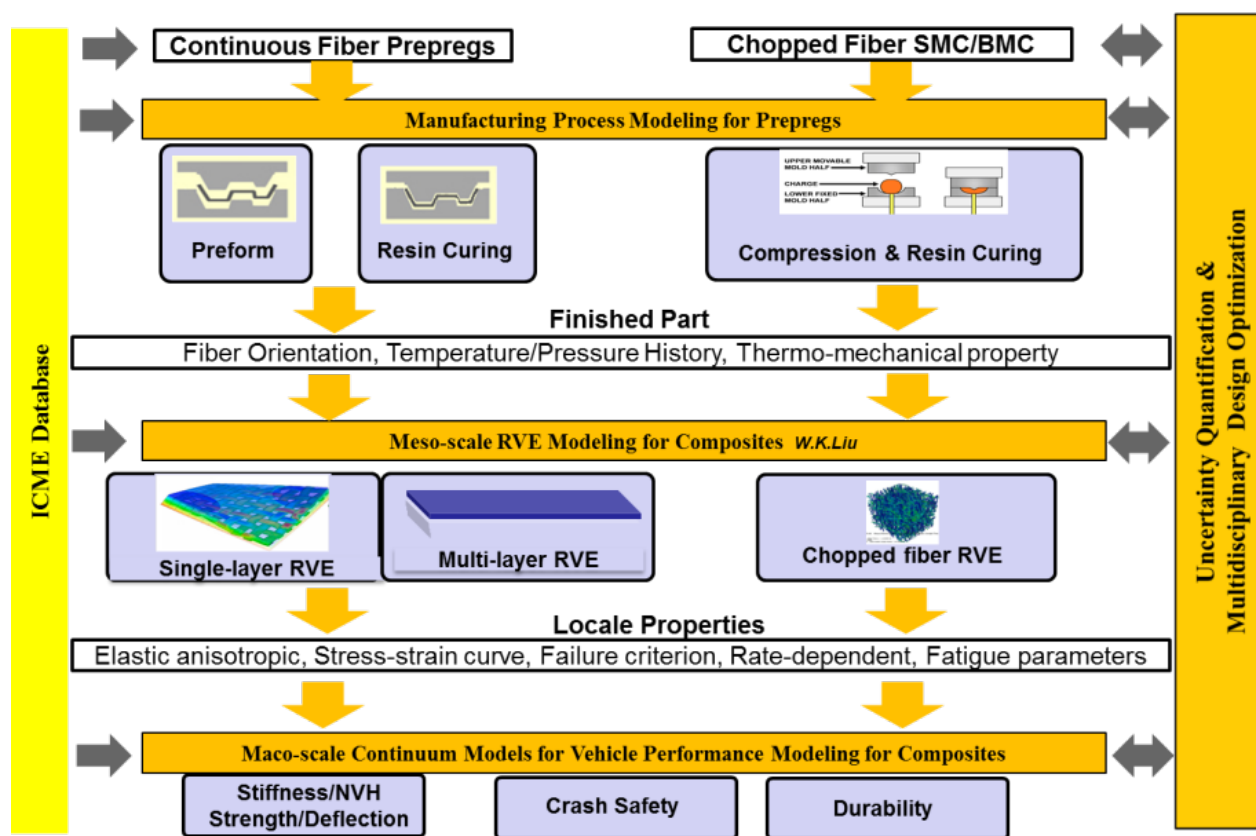 ICME Database
Continuous Fiber Prepregs
Chopped Fiber SMC/BMC
Manufacturing Process Modeling for Prepregs
Preform
Resin Curing
UPPER MOVABLE
MOLD HALF
CHARGE
LOWER FIXED
MOLD HALF
Compression & Resin Curing
Finished Part
Fiber Orientation, Temperature/Pressure History, Thermo-mechanical property
Meso-scale RVE Modeling for Composites W.K.Liu
Single-layer RVE
Multi-layer RVE
Chopped fiber RVE
Locale Properties
Elastic anisotropic, Stress-strain curve, Failure criterion, Rate-dependent, Fatigue parameters
Maco-scale Continuum Models for Vehicle Performance Modeling for Composites
Stiffness/NVH
Strength/Deflection
Crash Safety
Durability
Uncertainty Quantification &
Multidisciplinary Design Optimization